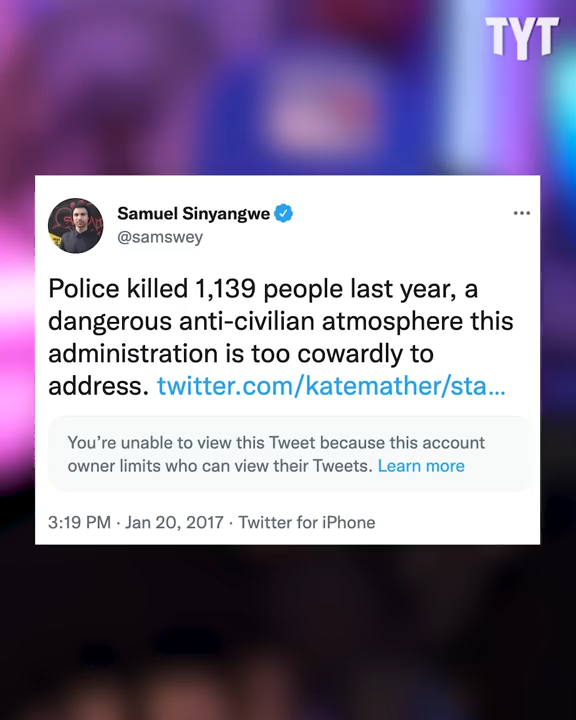 TYT
Samuel Sinyangwe
@samswey
Police killed 1,139 people last year, a
dangerous anti-civilian atmosphere this
administration is too cowardly to
address. twitter.com/katemather/sta...
You're unable to view this Tweet because this account
owner limits who can view their Tweets. Learn more
3:19 PM · Jan 20, 2017 · Twitter for iPhone